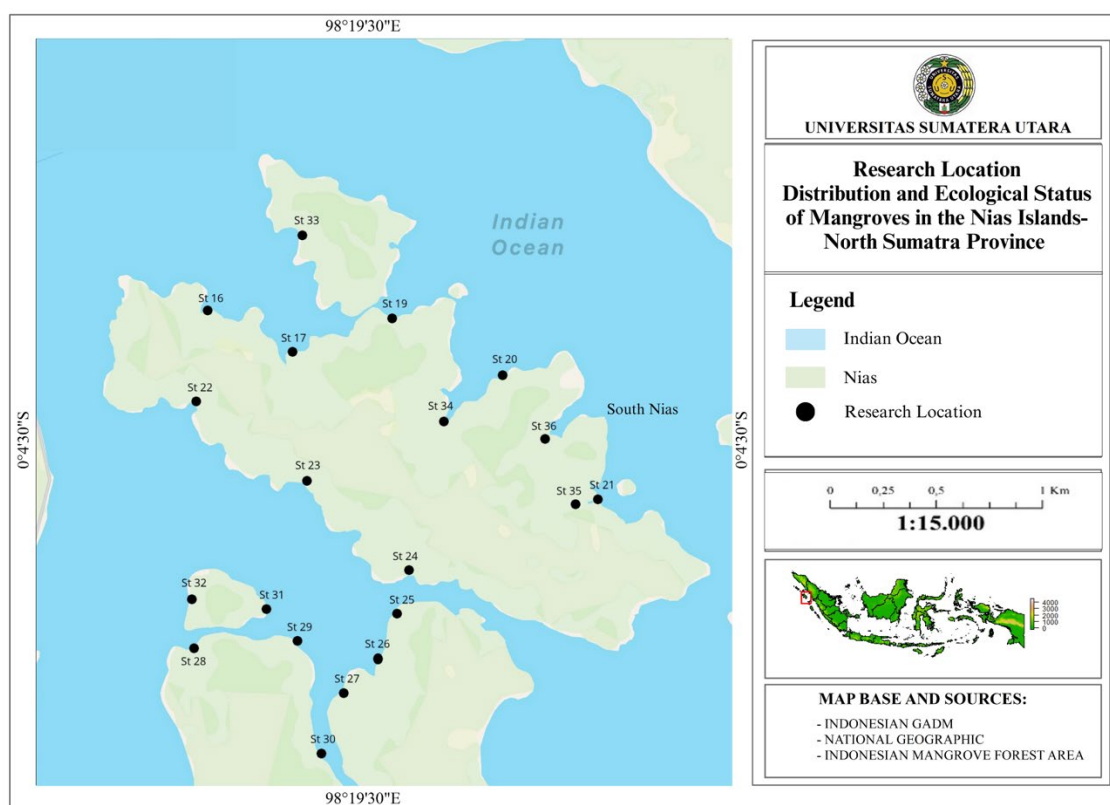 98°19'30"E
St 33
Indian
Ocean
St 16
St 19
St 17
St 20
St 22
St 34
South Nias
St 36
0°4'30"S
0°4'30"S
St 23
St 35
St 21
St 24
St 32
St 31
St 25
St 29
St 26
St 28
St 27
St 30
98°19'30"E
UNIVERSITAS SUMATERA UTARA
Research Location
Distribution and Ecological Status
of Mangroves in the Nias Islands-
North Sumatra Province
Legend
Indian Ocean
Nias
Research Location
0 0,25 0,5 1 Km
1:15.000
4000
3000
2000
1000
0
MAP BASE AND SOURCES:
- INDONESIAN GADM
- NATIONAL GEOGRAPHIC
- INDONESIAN MANGROVE FOREST AREA